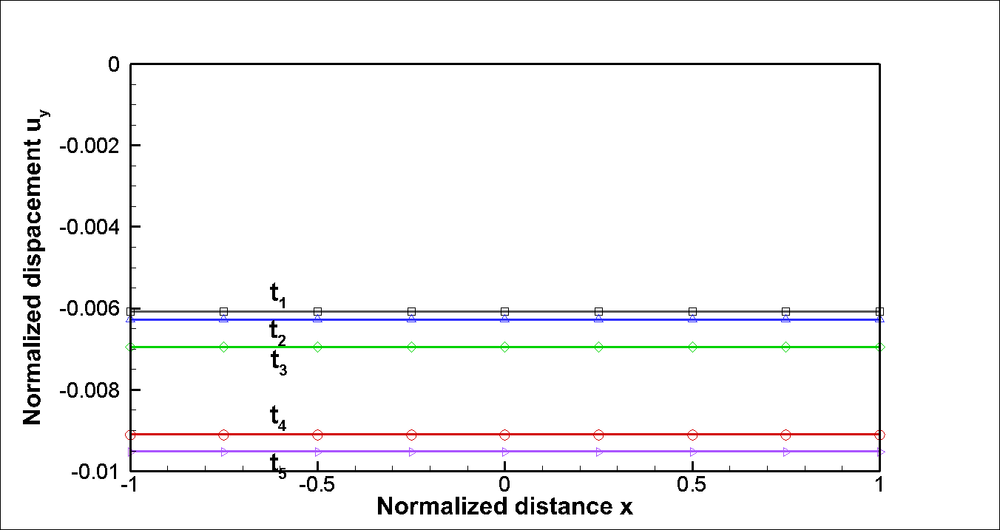 0
-0.002
-0.004
-0.006
-0.008
-0.01
Normalized dispacement uy
t1
t2
t3
t4
t5
-1
-0.5
0
0.5
1
Normalized distance x